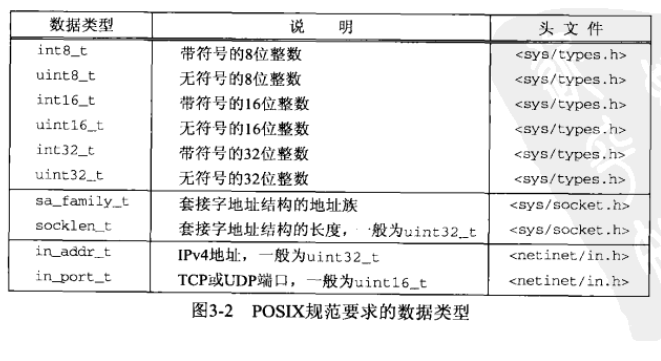 数据类型 说 明 头 文 件
int8_t 带符号的8位整数 <sys/types.h>
uint8_t 无符号的8位整数 <sys/types.h>
int16_t 带符号的16位整数 <sys/types.h>
uint16_t 无符号的16位整数 <sys/types.h>
int32_t 带符号的32位整数 <sys/types.h>
uint32_t 无符号的32位整数 <sys/types.h>
sa_family_t 套接字地址结构的地址族 <sys/socket.h>
socklen_t 套接字地址结构的长度，一般为uint32_t <sys/socket.h>
in_addr_t IPv4地址，一般为uint32_t <netinet/in.h>
in_port_t TCP或UDP端口，一般为uint16_t <netinet/in.h>
图3-2 POSIX规范要求的数据类型